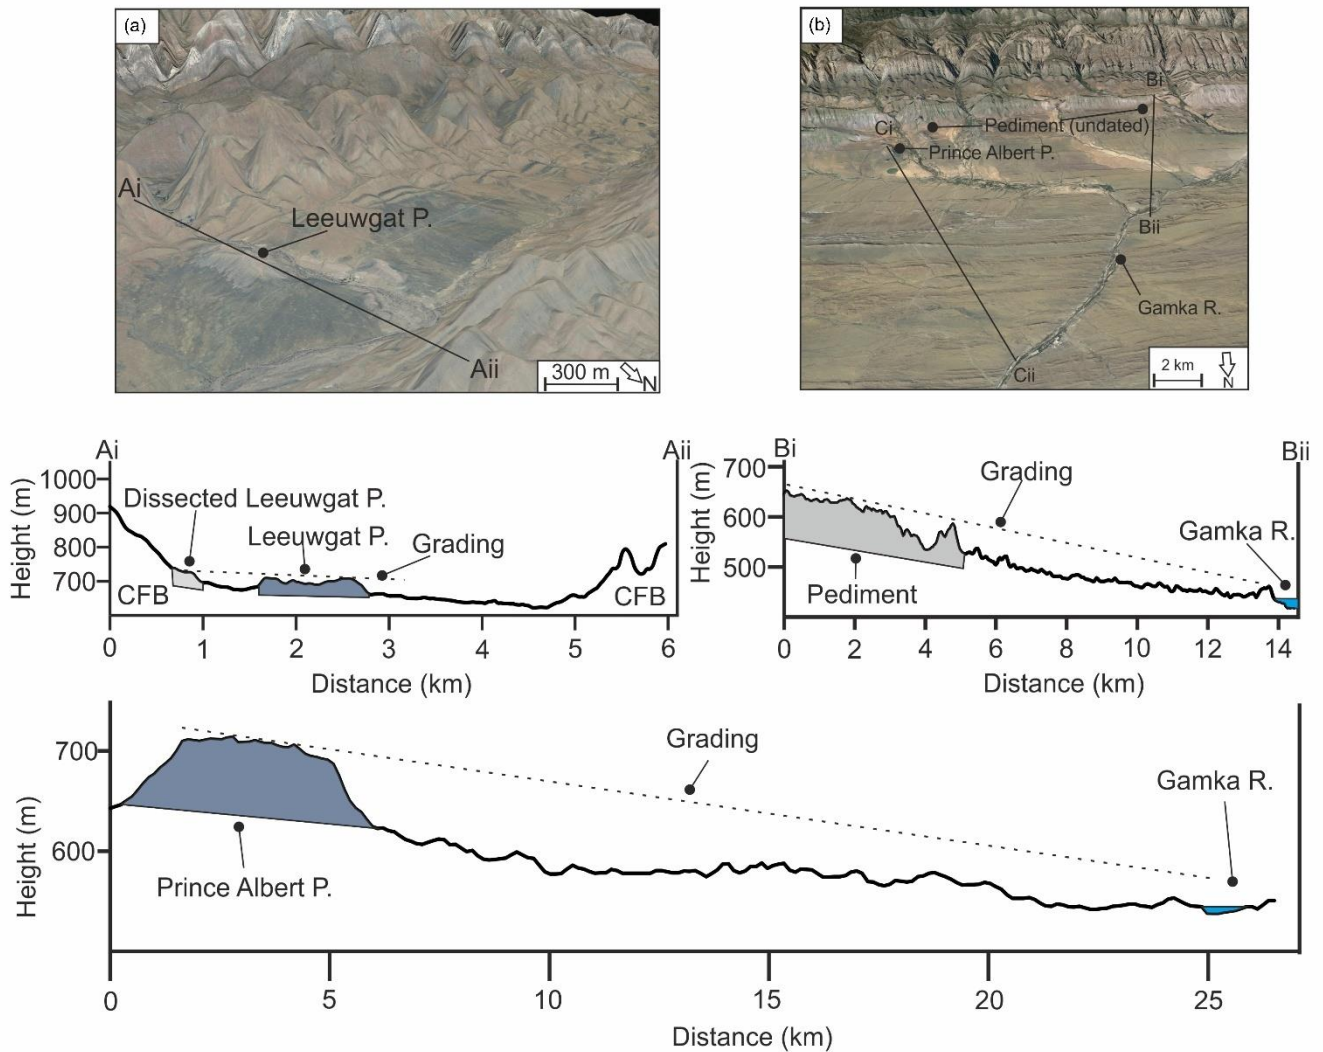 (a)
Ai
Leeuwgat P.
Aii
300 m
N
(b)
Bi
Pediment (undated)
Ci
Prince Albert P.
Bii
Gamka R.
Cii
2 km
N
Ai
Aii
Height (m)
1000
900
800
700
Dissected Leeuwgat P.
Leeuwgat P.
Grading
CFB
CFB
0 1 2 3 4 5 6
Distance (km)
Bi
Bii
Height (m)
700
600
500
Grading
Gamka R.
Pediment
0 2 4 6 8 10 12 14
Distance (km)
Height (m)
700
600
Grading
Gamka R.
Prince Albert P.
0 5 10 15 20 25
Distance (km)